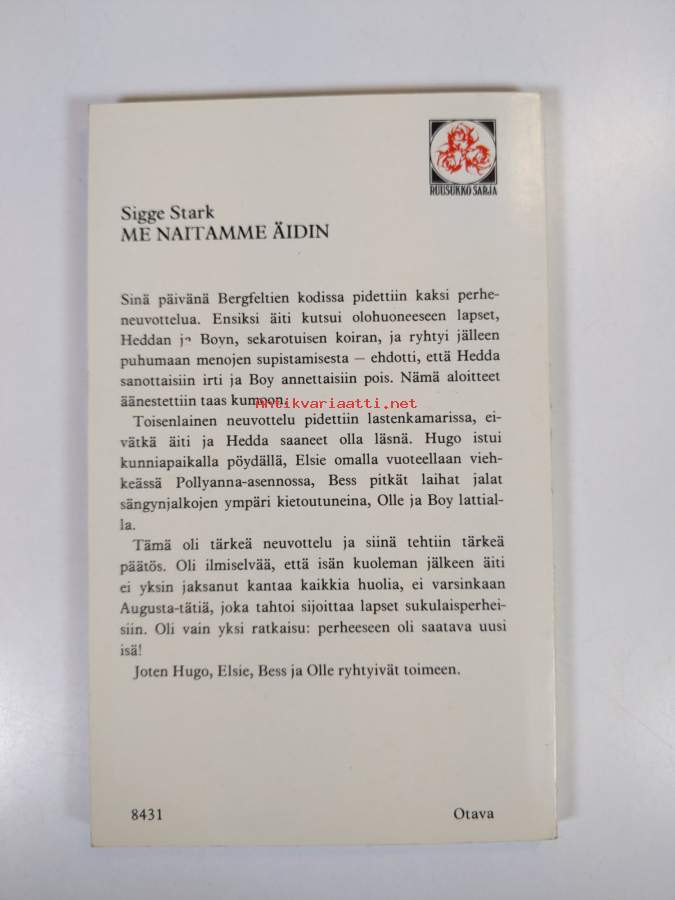 RUUSUKKO SARJA
Sigge Stark
ME NAITAMME ÄIDIN
Sinä päivänä Bergfeltien kodissa pidettiin kaksi perhe-
neuvottelua. Ensiksi äiti kutsui olohuoneeseen lapset,
Heddan ja Boyn, sekarotuisen koiran, ja ryhtyi jälleen
puhumaan menojen supistamisesta — ehdotti, että Hedda
sanottaisiin irti ja Boy annettaisiin pois. Nämä aloitteet
äänestettiin taas kumoon.
Antikvariaatti.net
Toisenlainen neuvottelu pidettiin lastenkamarissa, ei-
vätkä äiti ja Hedda saaneet olla läsnä. Hugo istui
kunniapaikalla pöydällä, Elsie omalla vuoteellaan vieh-
keässä Pollyanna-asennossa, Bess pitkät laihat jalat
sängynjalkojen ympäri kietoutuneina, Olle ja Boy lattial-
la.
Tämä oli tärkeä neuvottelu ja siinä tehtiin tärkeä
päätös. Oli ilmiselvää, että isän kuoleman jälkeen äiti
ei yksin jaksanut kantaa kaikkia huolia, ei varsinkaan
Augusta-tätiä, joka tahtoi sijoittaa lapset sukulaisperhei-
siin. Oli vain yksi ratkaisu: perheeseen oli saatava uusi
isä!
Joten Hugo, Elsie, Bess ja Olle ryhtyivät toimeen.
8431
Otava